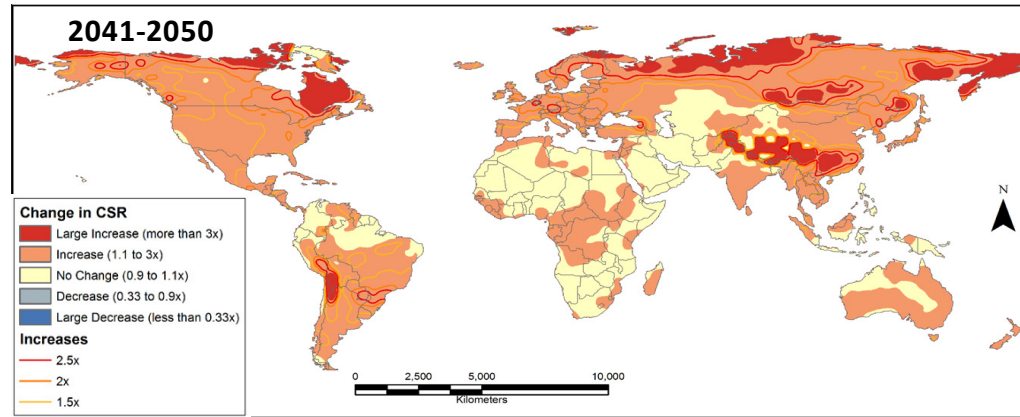 2041-2050
N
Change in CSR
Large Increase (more than 3x)
Increase (1.1 to 3x)
No Change (0.9 to 1.1x)
Decrease (0.33 to 0.9x)
Large Decrease (less than 0.33x)
Increases
2.5x
2x
1.5x
0 2,500 5,000 10,000
Kilometers